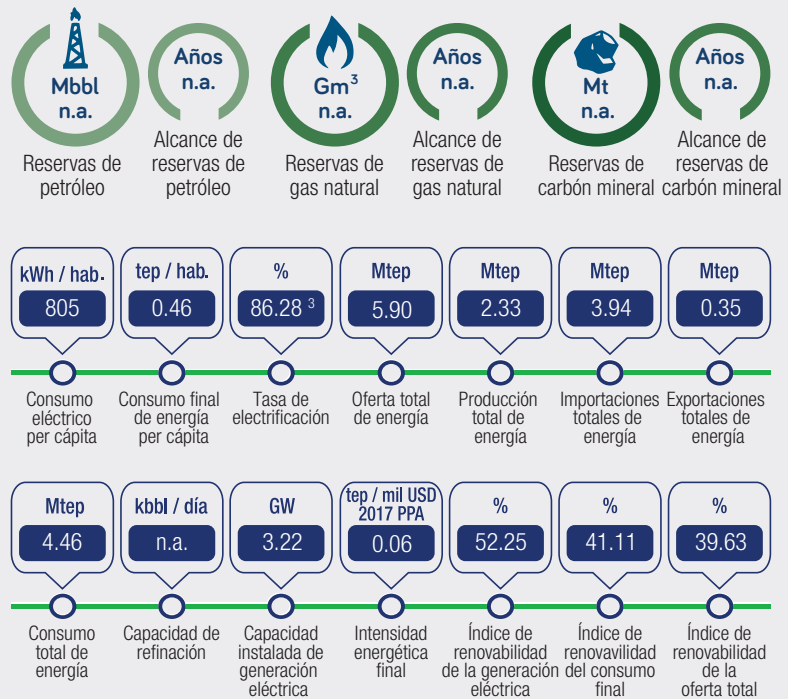 Mbbl
n.a.
Reservas de
petróleo
Años
n.a.
Alcance de
reservas de
petróleo
Gm³
n.a.
Reservas de
gas natural
Años
n.a.
Alcance de
reservas de
gas natural
Mt
n.a.
Reservas de
carbón mineral
Años
n.a.
Alcance de
reservas de
carbón mineral
kWh / hab.
805
Consumo
eléctrico
per cápita
tep / hab.
0.46
Consumo final
de energía
per cápita
%
86.28 ³
Tasa de
electrificación
Mtep
5.90
Oferta total
de energía
Mtep
2.33
Producción
total de
energía
Mtep
3.94
Importaciones
totales de
energía
Mtep
0.35
Exportaciones
totales de
energía
Mtep
4.46
Consumo
total de
energía
kbbl / día
n.a.
Capacidad de
refinación
GW
3.22
Capacidad
instalada de
generación
eléctrica
tep / mil USD
2017 PPA
0.06
Intensidad
energética
final
%
52.25
Índice de
renovabilidad
de la generación
eléctrica
%
41.11
Índice de
renovavilidad
del consumo
final
%
39.63
Índice de
renovabilidad
de la
oferta total